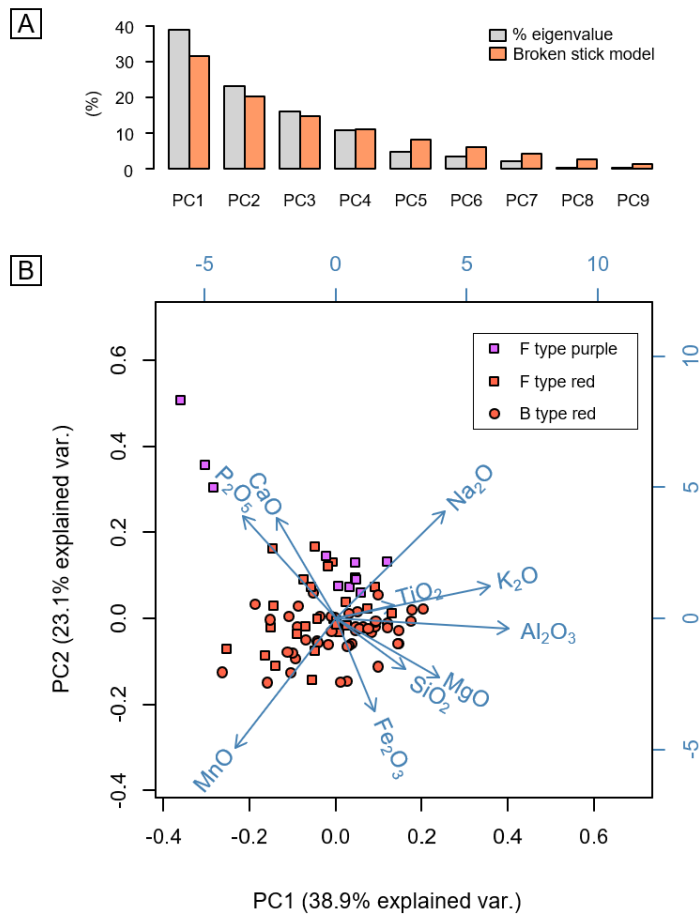 A
40
30
20
10
0
(%)
% eigenvalue
Broken stick model
PC1 PC2 PC3 PC4 PC5 PC6 PC7 PC8 PC9
B
-5 0 5 10
F type purple
F type red
B type red
0.6
0.4
0.2
0.0
-0.2
-0.4
PC2 (23.1% explained var.)
10
5
0
-5
P₂O₅
CaO
Na₂O
TiO₂
K₂O
Al₂O₃
MgO
SiO₂
Fe₂O₃
MnO
-0.4 -0.2 0.0 0.2 0.4 0.6
PC1 (38.9% explained var.)